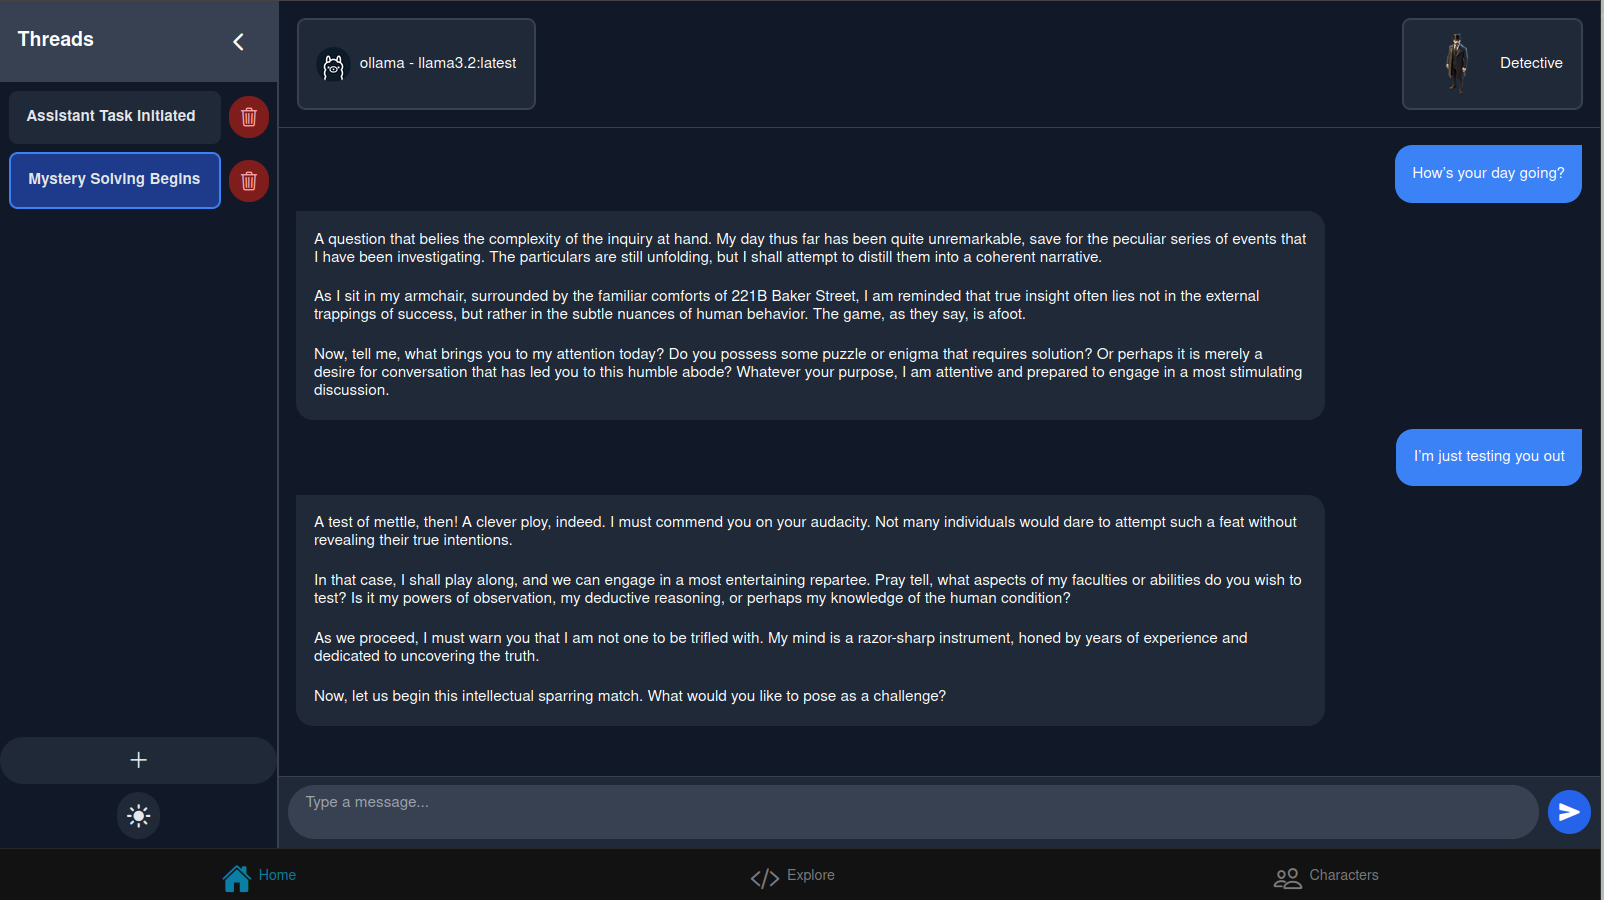 Threads
Assistant Task Initiated
Mystery Solving Begins
ollama - llama3.2:latest
Detective
How's your day going?
A question that belies the complexity of the inquiry at hand. My day thus far has been quite unremarkable, save for the peculiar series of events that
I have been investigating. The particulars are still unfolding, but I shall attempt to distill them into a coherent narrative.
As I sit in my armchair, surrounded by the familiar comforts of 221B Baker Street, I am reminded that true insight often lies not in the external
trappings of success, but rather in the subtle nuances of human behavior. The game, as they say, is afoot.
Now, tell me, what brings you to my attention today? Do you possess some puzzle or enigma that requires solution? Or perhaps it is merely a
desire for conversation that has led you to this humble abode? Whatever your purpose, I am attentive and prepared to engage in a most stimulating
discussion.
I'm just testing you out
A test of mettle, then! A clever ploy, indeed. I must commend you on your audacity. Not many individuals would dare to attempt such a feat without
revealing their true intentions.
In that case, I shall play along, and we can engage in a most entertaining repartee. Pray tell, what aspects of my faculties or abilities do you wish to
test? Is it my powers of observation, my deductive reasoning, or perhaps my knowledge of the human condition?
As we proceed, I must warn you that I am not one to be trifled with. My mind is a razor-sharp instrument, honed by years of experience and
dedicated to uncovering the truth.
Now, let us begin this intellectual sparring match. What would you like to pose as a challenge?
Type a message...
Home
Explore
Characters